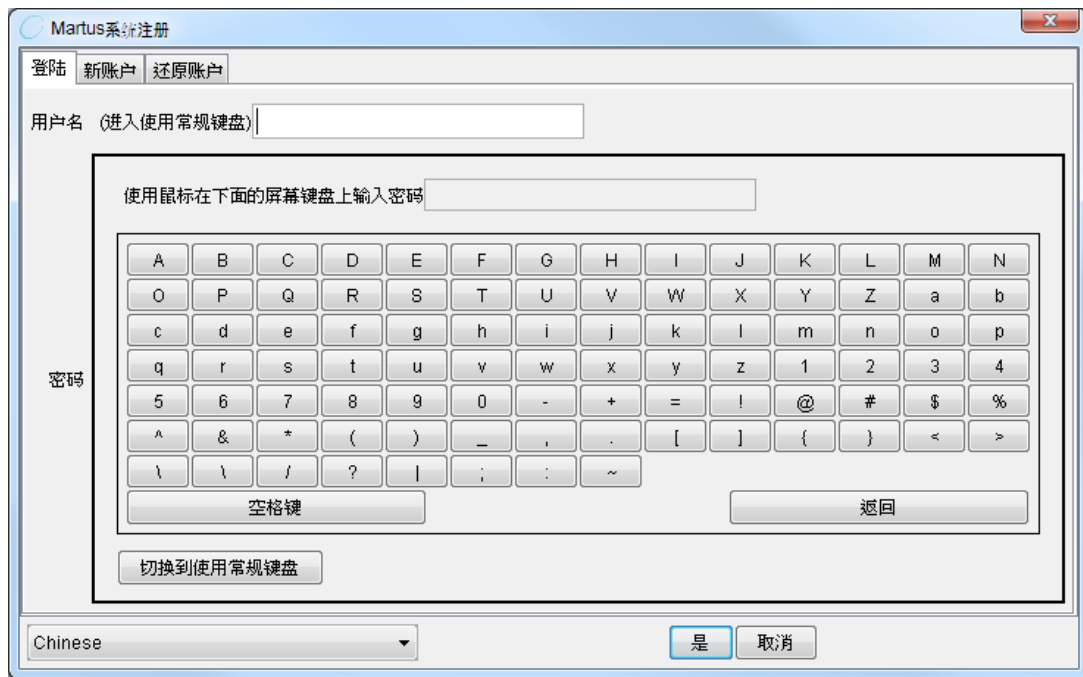 Martus系统注册
登陆 新账户 还原账户
用户名 (进入使用常规键盘)
使用鼠标在下面的屏幕键盘上输入密码
A B C D E F G H I J K L M N
O P Q R S T U V W X Y Z a b
c d e f g h i j k l m n o p
密码
q r s t u v w x y z 1 2 3 4
5 6 7 8 9 0 - + = ! @ # $ %
^ & * ( ) _ , . [ ] { } < >
\ \ / ? | ; : ~
空格键 返回
切换到使用常规键盘
Chinese 是 取消